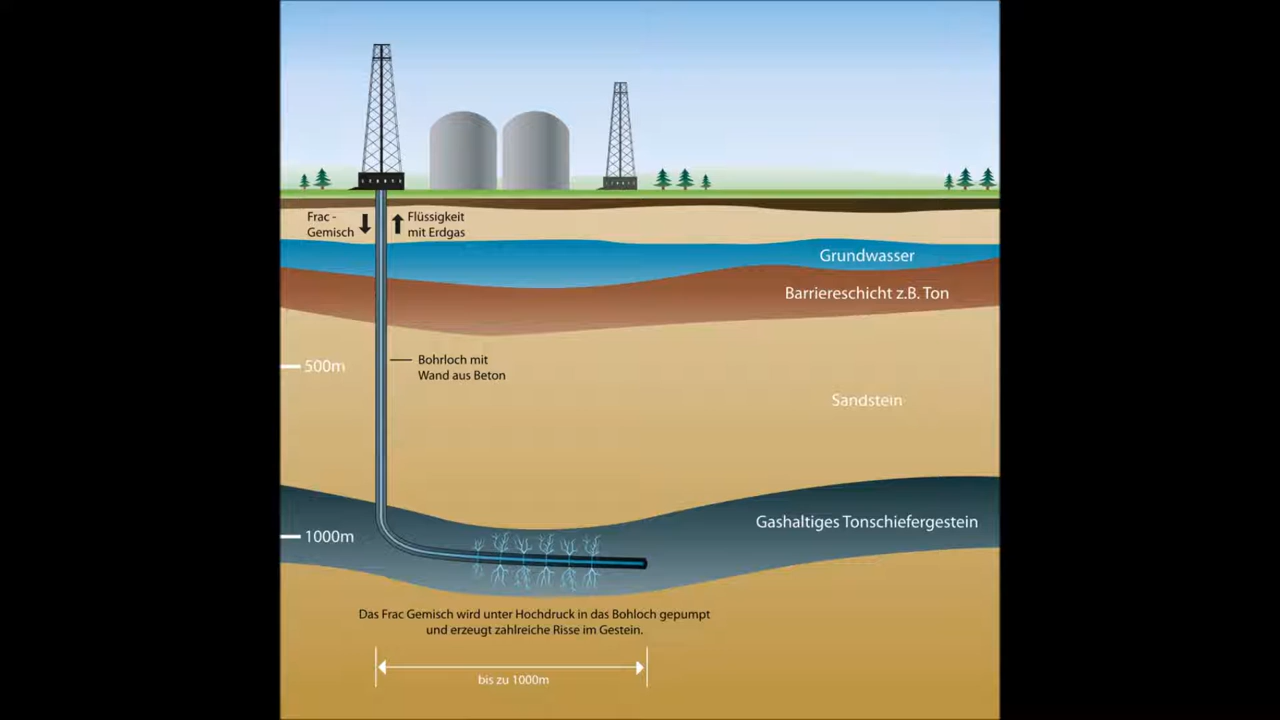 Frac -
Gemisch
Flüssigkeit
mit Erdgas
Grundwasser
Barriereschicht z.B. Ton
500m
Bohrloch mit
Wand aus Beton
Sandstein
Gashaltiges Tonschiefergestein
1000m
Das Frac Gemisch wird unter Hochdruck in das Bohloch gepumpt
und erzeugt zahlreiche Risse im Gestein.
bis zu 1000m